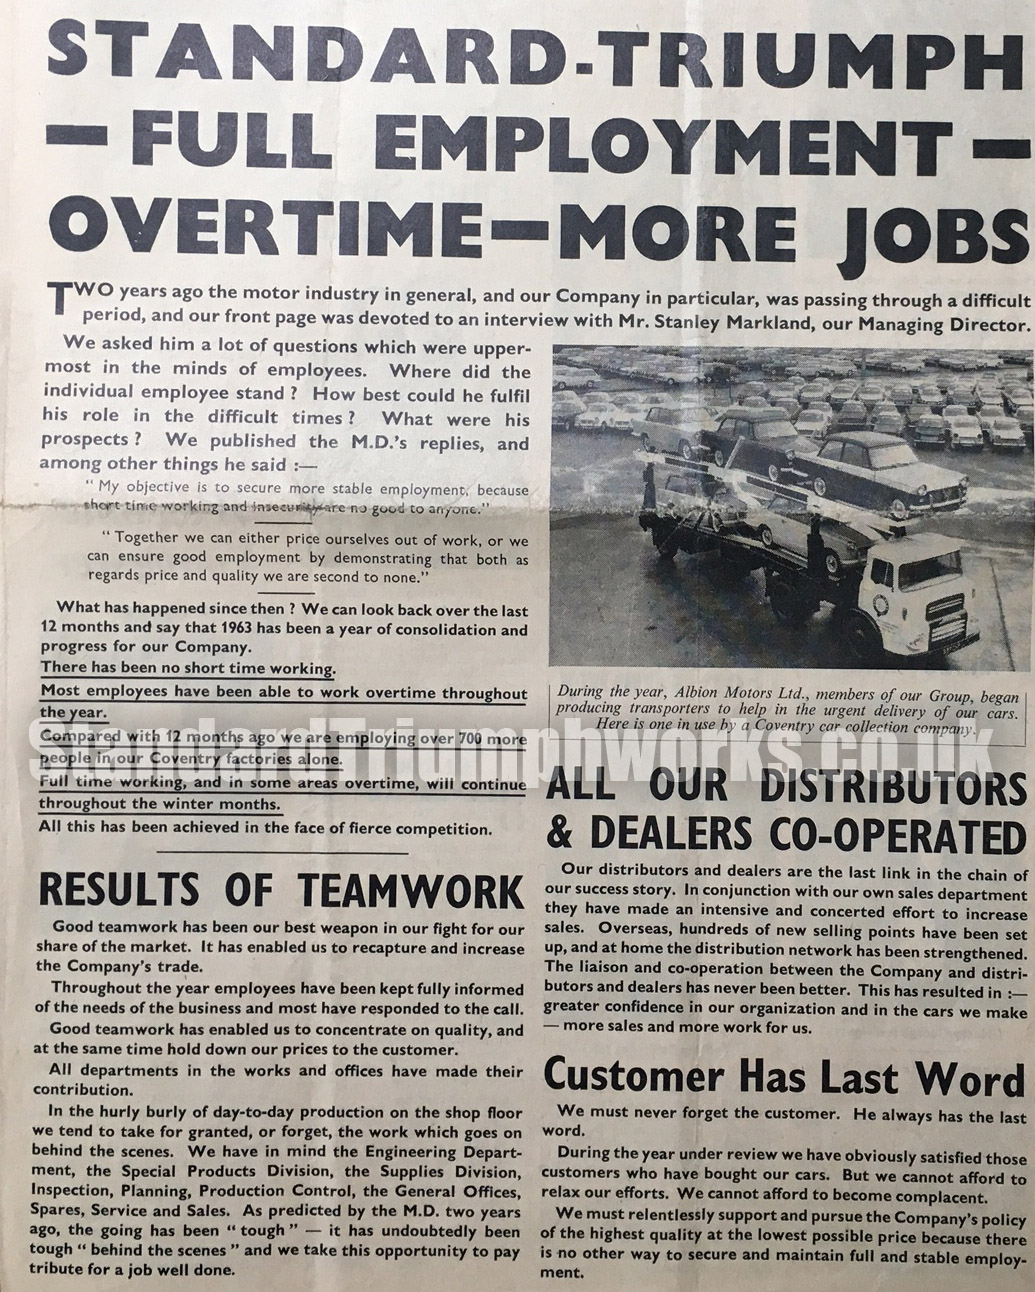 STANDARD-TRIUMPH
— FULL EMPLOYMENT —
OVERTIME—MORE JOBS
TWO years ago the motor industry in general, and our Company in particular, was passing through a difficult
period, and our front page was devoted to an interview with Mr. Stanley Markland, our Managing Director.
We asked him a lot of questions which were upper-
most in the minds of employees. Where did the
individual employee stand ? How best could he fulfil
his role in the difficult times ? What were his
prospects ? We published the M.D.'s replies, and
among other things he said :—
" My objective is to secure more stable employment, because
short time working and insecurity are no good to anyone."
" Together we can either price ourselves out of work, or we
can ensure good employment by demonstrating that both as
regards price and quality we are second to none."
What has happened since then ? We can look back over the last
12 months and say that 1963 has been a year of consolidation and
progress for our Company.
There has been no short time working.
Most employees have been able to work overtime throughout
the year.
Compared with 12 months ago we are employing over 700 more
people in our Coventry factories alone.
Full time working, and in some areas overtime, will continue
throughout the winter months.
All this has been achieved in the face of fierce competition.
RESULTS OF TEAMWORK
Good teamwork has been our best weapon in our fight for our
share of the market. It has enabled us to recapture and increase
the Company's trade.
Throughout the year employees have been kept fully informed
of the needs of the business and most have responded to the call.
Good teamwork has enabled us to concentrate on quality, and
at the same time hold down our prices to the customer.
All departments in the works and offices have made their
contribution.
In the hurly burly of day-to-day production on the shop floor
we tend to take for granted, or forget, the work which goes on
behind the scenes. We have in mind the Engineering Depart-
ment, the Special Products Division, the Supplies Division,
Inspection, Planning, Production Control, the General Offices,
Spares, Service and Sales. As predicted by the M.D. two years
ago, the going has been " tough " — it has undoubtedly been
tough " behind the scenes " and we take this opportunity to pay
tribute for a job well done.
During the year, Albion Motors Ltd., members of our Group, began
producing transporters to help in the urgent delivery of our cars.
Here is one in use by a Coventry car collection company.
StandardTriumphworks.co.uk
ALL OUR DISTRIBUTORS
& DEALERS CO-OPERATED
Our distributors and dealers are the last link in the chain of
our success story. In conjunction with our own sales department
they have made an intensive and concerted effort to increase
sales. Overseas, hundreds of new selling points have been set
up, and at home the distribution network has been strengthened.
The liaison and co-operation between the Company and distri-
butors and dealers has never been better. This has resulted in :—
greater confidence in our organization and in the cars we make
— more sales and more work for us.
Customer Has Last Word
We must never forget the customer. He always has the last
word.
During the year under review we have obviously satisfied those
customers who have bought our cars. But we cannot afford to
relax our efforts. We cannot afford to become complacent.
We must relentlessly support and pursue the Company's policy
of the highest quality at the lowest possible price because there
is no other way to secure and maintain full and stable employ-
ment.